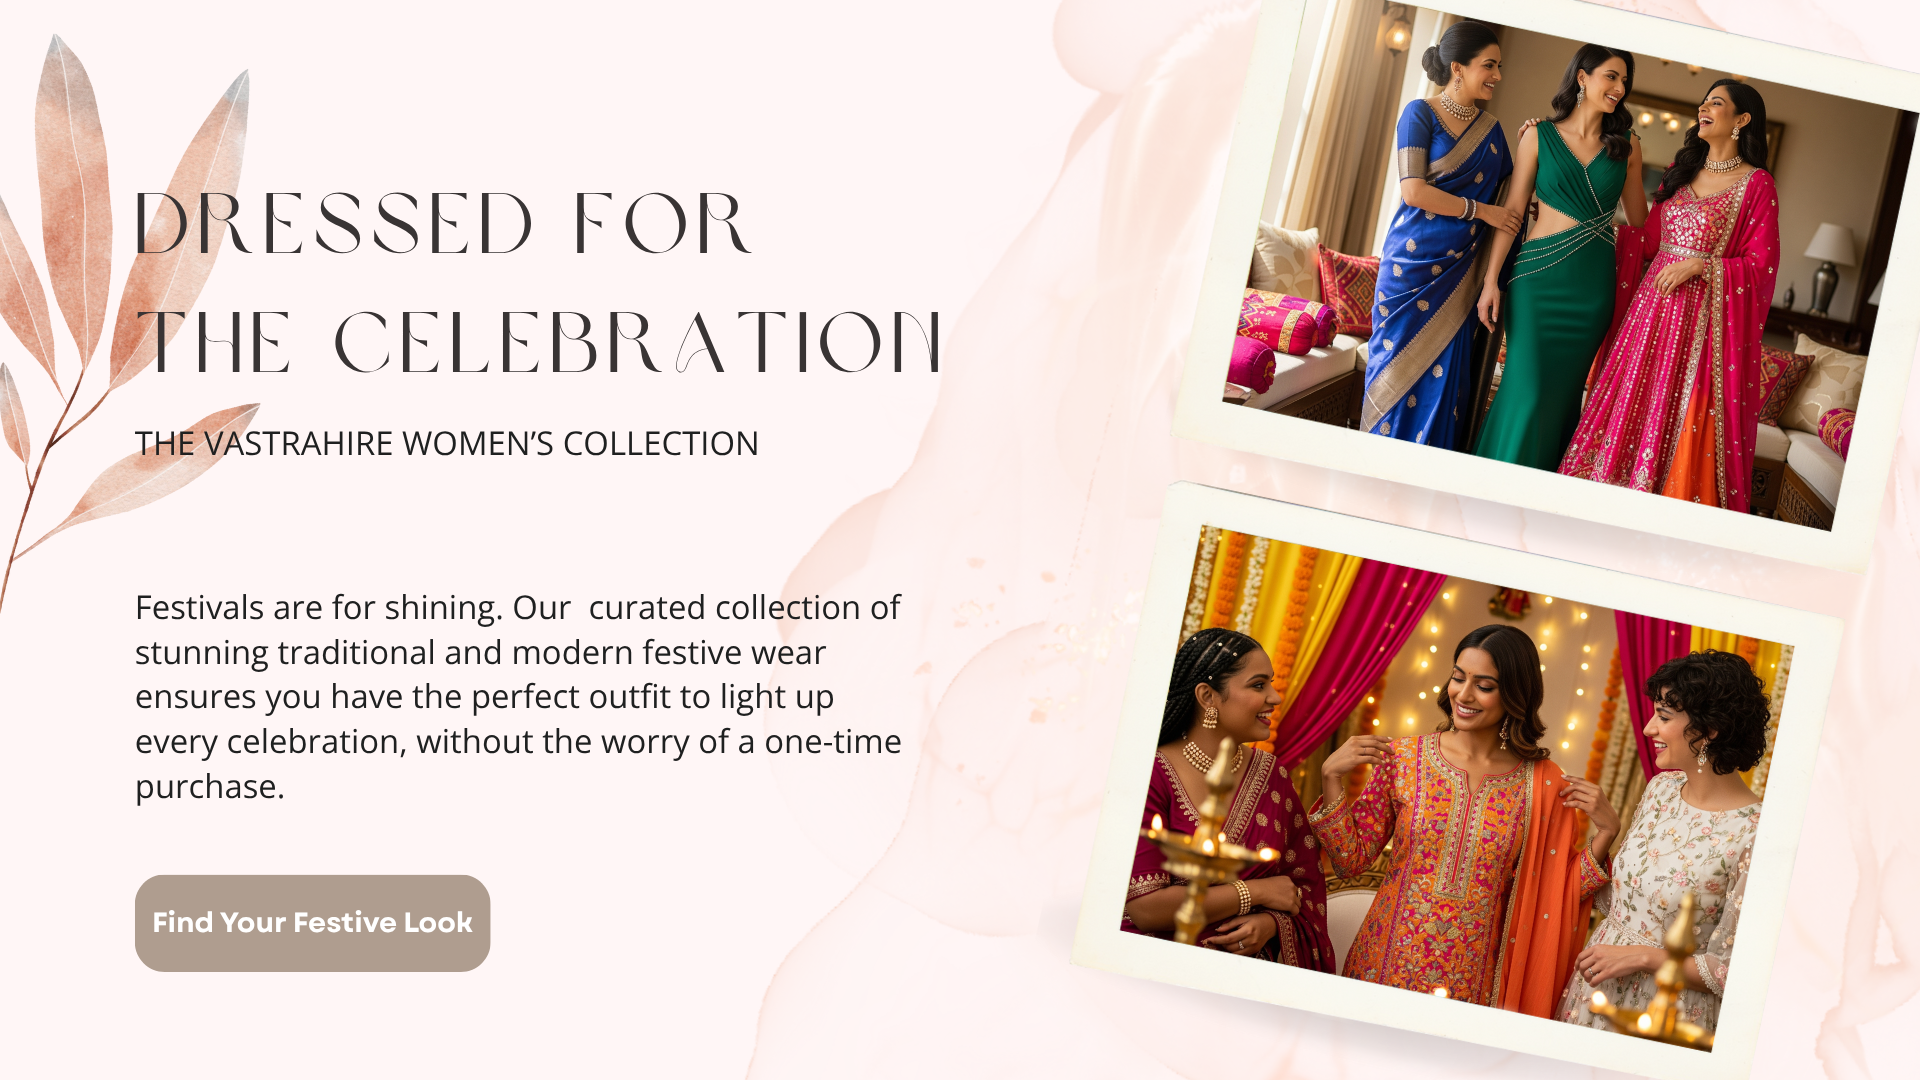 DRESSED FOR
THE CELEBRATION
THE VASTRAHIRE WOMEN’S COLLECTION
Festivals are for shining. Our  curated collection of
stunning traditional and modern festive wear
ensures you have the perfect outfit to light up
every celebration, without the worry of a one-time
purchase.
Find Your Festive Look